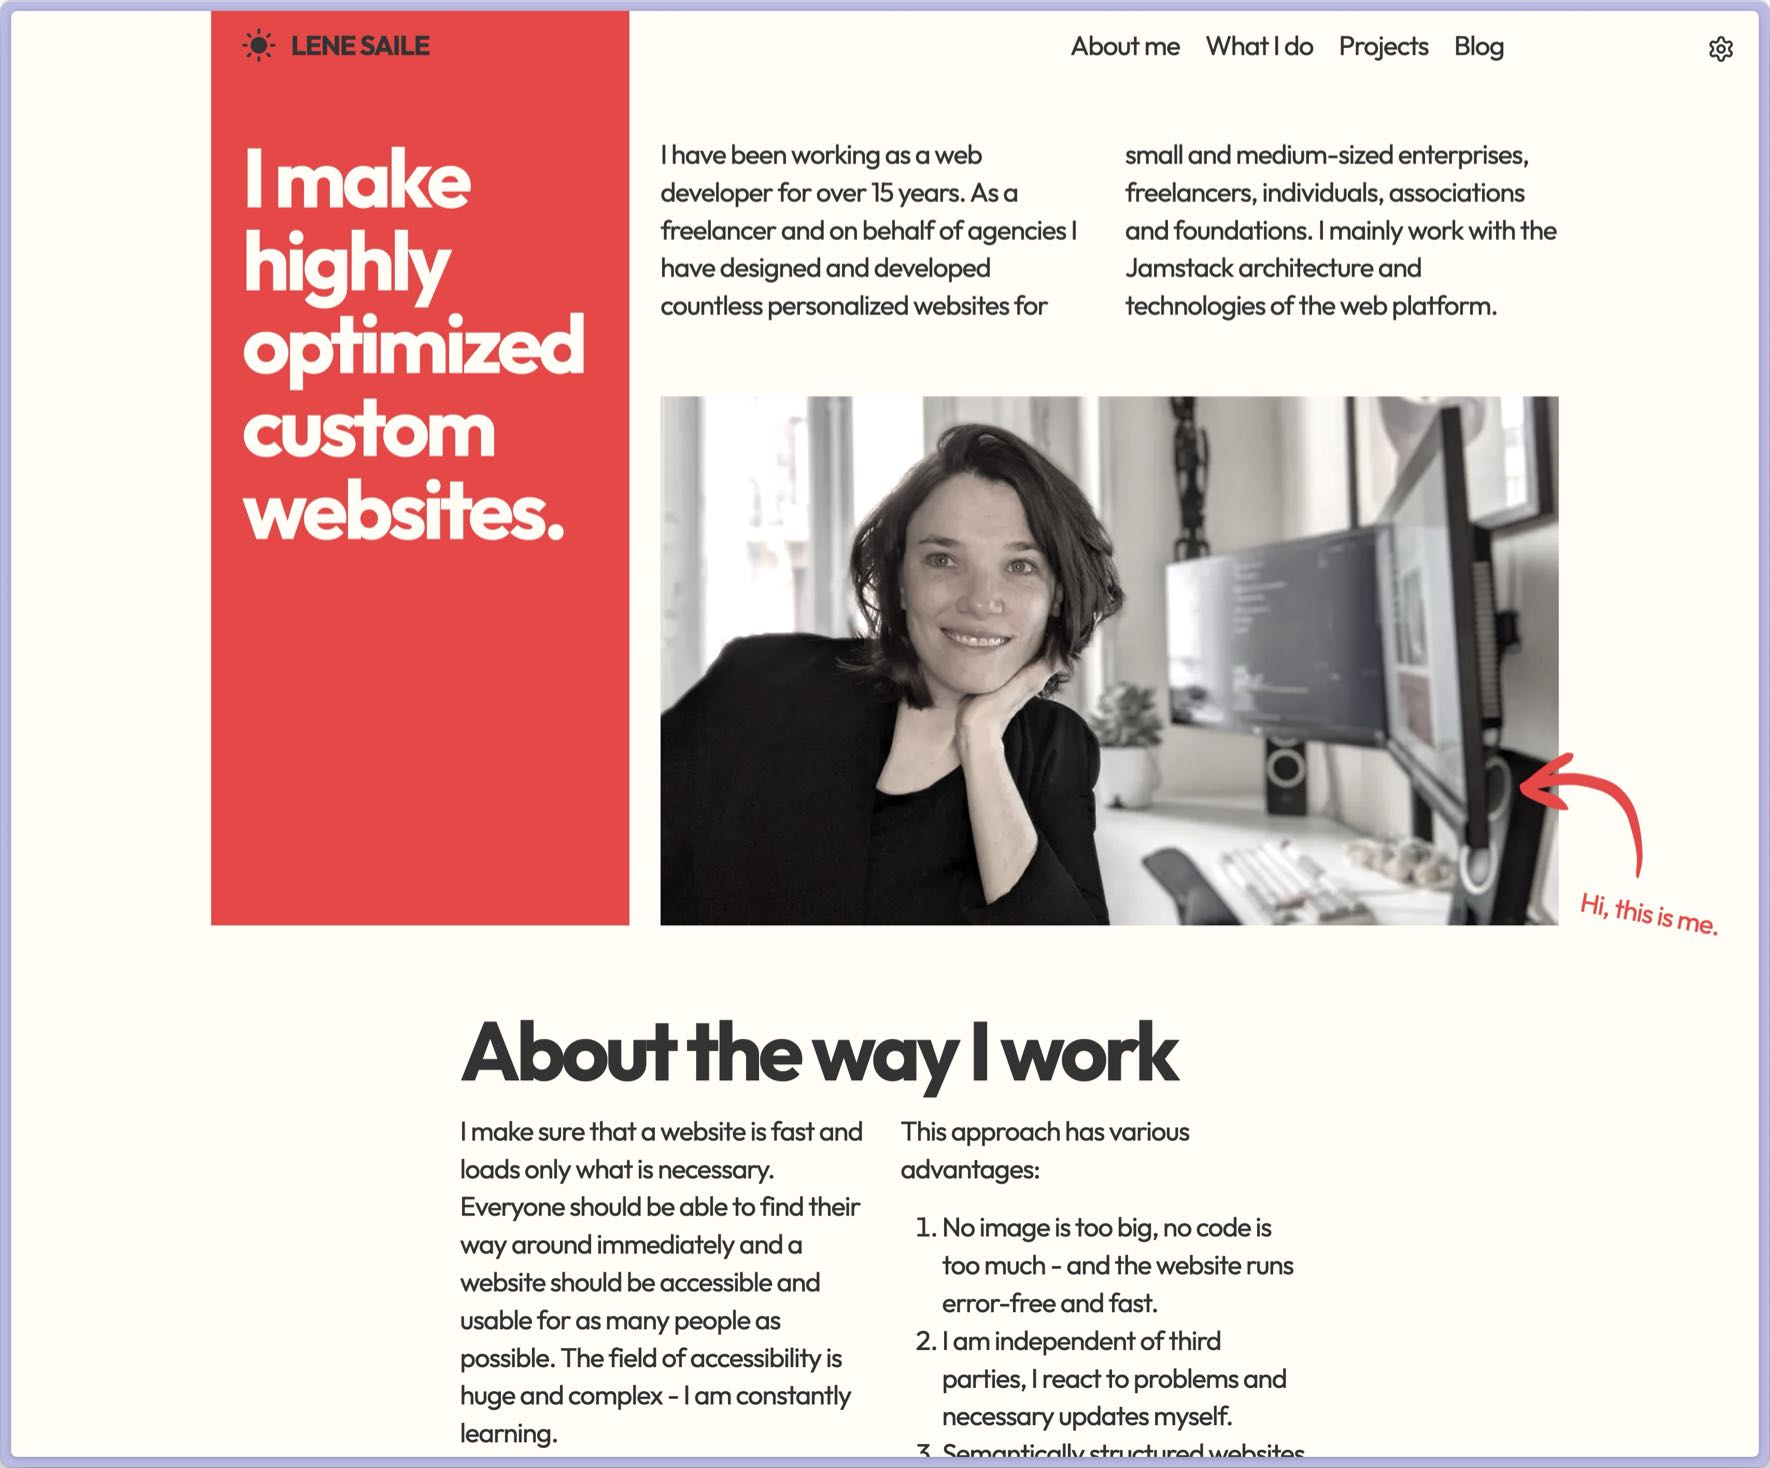 LENE SAILE
About me What I do Projects Blog
I make
highly
optimized
custom
websites.
I have been working as a web
developer for over 15 years. As a
freelancer and on behalf of agencies I
have designed and developed
countless personalized websites for
small and medium-sized enterprises,
freelancers, individuals, associations
and foundations. I mainly work with the
Jamstack architecture and
technologies of the web platform.
Hi, this is me.
About the way I work
I make sure that a website is fast and
loads only what is necessary.
Everyone should be able to find their
way around immediately and a
website should be accessible and
usable for as many people as
possible. The field of accessibility is
huge and complex - I am constantly
learning.
This approach has various
advantages:
1. No image is too big, no code is
too much - and the website runs
error-free and fast.
2. I am independent of third
parties, I react to problems and
necessary updates myself.
3. Semantically structured websites